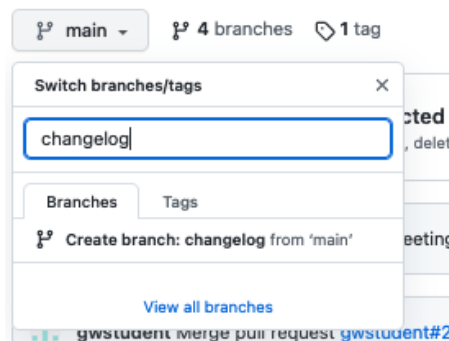 main 4 branches 1 tag
Switch branches/tags
cted
changelog
, delet
Branches Tags
Create branch: changelog from 'main'
eeting
View all branches
gwstudent Merge pull request gwstudent#2